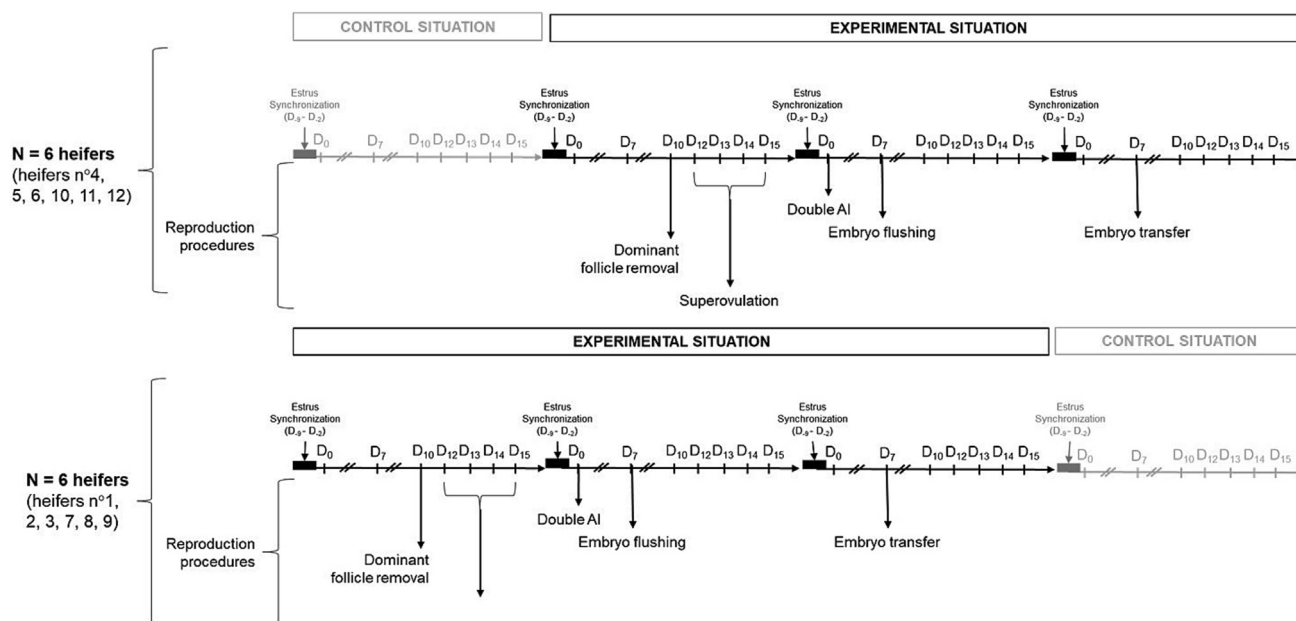 CONTROL SITUATION
EXPERIMENTAL SITUATION
Estrus
Synchronization
(D-9 - D-2)
Estrus
Synchronization
(D-9 - D-2)
Estrus
Synchronization
(D-9 - D-2)
Estrus
Synchronization
(D-9 - D-2)
D0 D7 D10 D12 D13 D14 D15 D0 D7 D10 D12 D13 D14 D15 D0 D7 D10 D12 D13 D14 D15 D0 D7 D10 D12 D13 D14 D15
N = 6 heifers
(heifers nº4,
5, 6, 10, 11, 12)
Reproduction
procedures
Dominant
follicle removal
Superovulation
Double AI
Embryo flushing
Embryo transfer
EXPERIMENTAL SITUATION
CONTROL SITUATION
Estrus
Synchronization
(D-9 - D-2)
Estrus
Synchronization
(D-9 - D-2)
Estrus
Synchronization
(D-9 - D-2)
Estrus
Synchronization
(D-9 - D-2)
D0 D7 D10 D12 D13 D14 D15 D0 D7 D10 D12 D13 D14 D15 D0 D7 D10 D12 D13 D14 D15 D0 D7 D10 D12 D13 D14 D15
N = 6 heifers
(heifers nº1,
2, 3, 7, 8, 9)
Reproduction
procedures
Dominant
follicle removal
Double AI
Embryo flushing
Embryo transfer